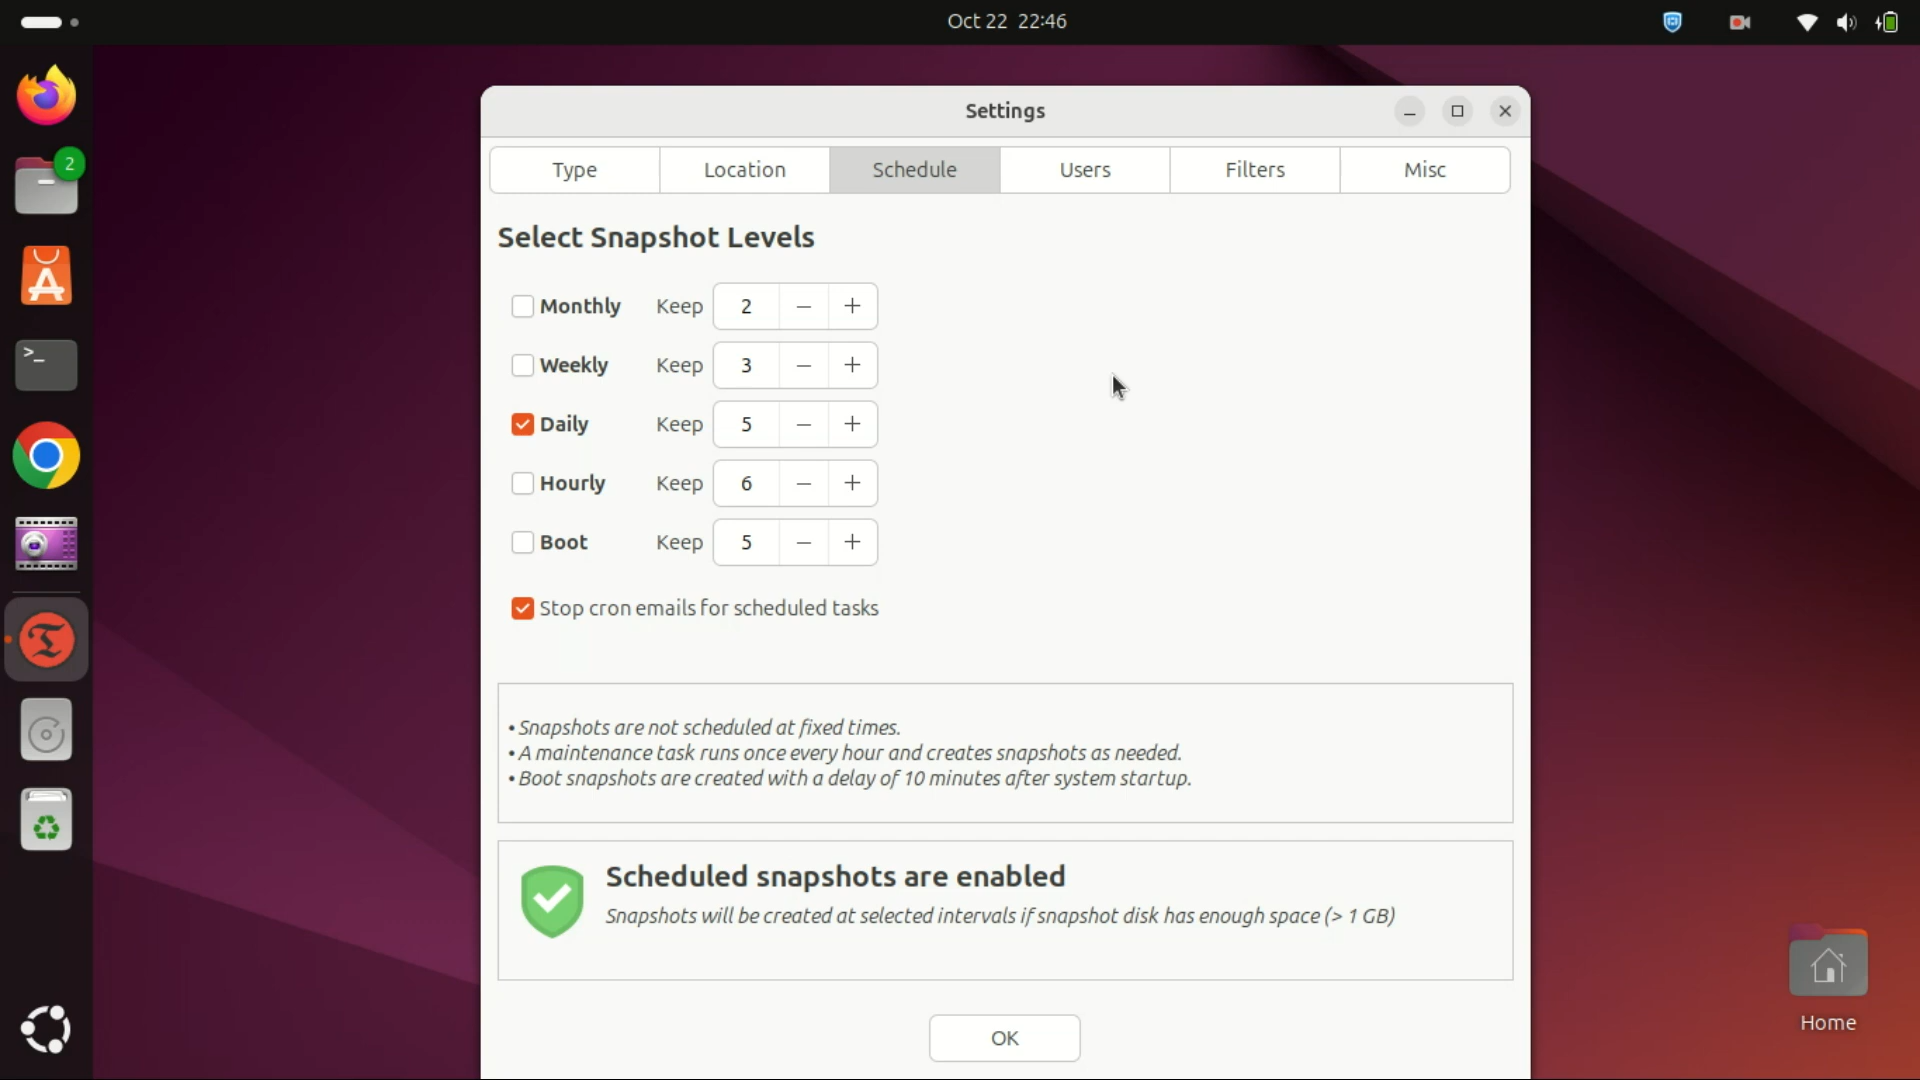 Oct 22 22:46
2
Settings
Type Location Schedule Users Filters Misc
Select Snapshot Levels
Monthly Keep 2 – +
Weekly Keep 3 – +
Daily Keep 5 – +
Hourly Keep 6 – +
Boot Keep 5 – +
Stop cron emails for scheduled tasks
• Snapshots are not scheduled at fixed times.
• A maintenance task runs once every hour and creates snapshots as needed.
• Boot snapshots are created with a delay of 10 minutes after system startup.
Scheduled snapshots are enabled
Snapshots will be created at selected intervals if snapshot disk has enough space (> 1 GB)
OK
Home